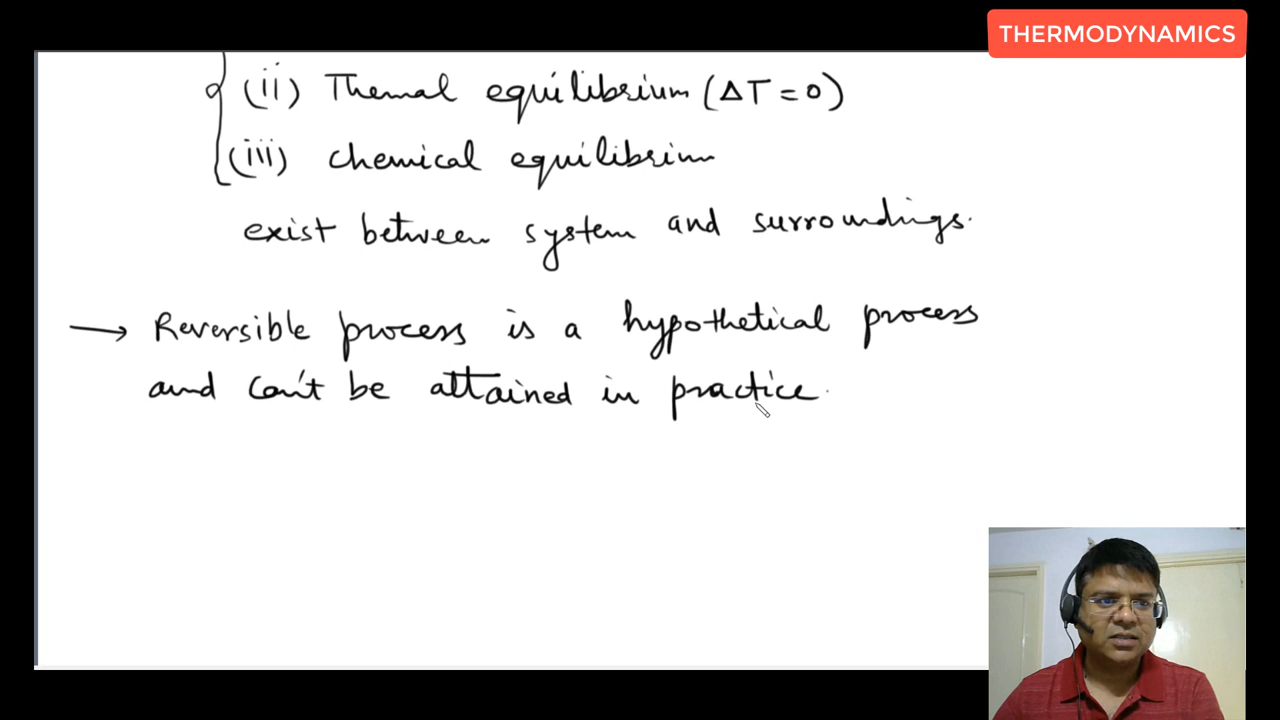 THERMODYNAMICS
(ii) Thermal equilibrium (ΔT = 0)
(iii) chemical equilibrium
exist between system and surroundings.
→ Reversible process is a hypothetical process
and can't be attained in practice.